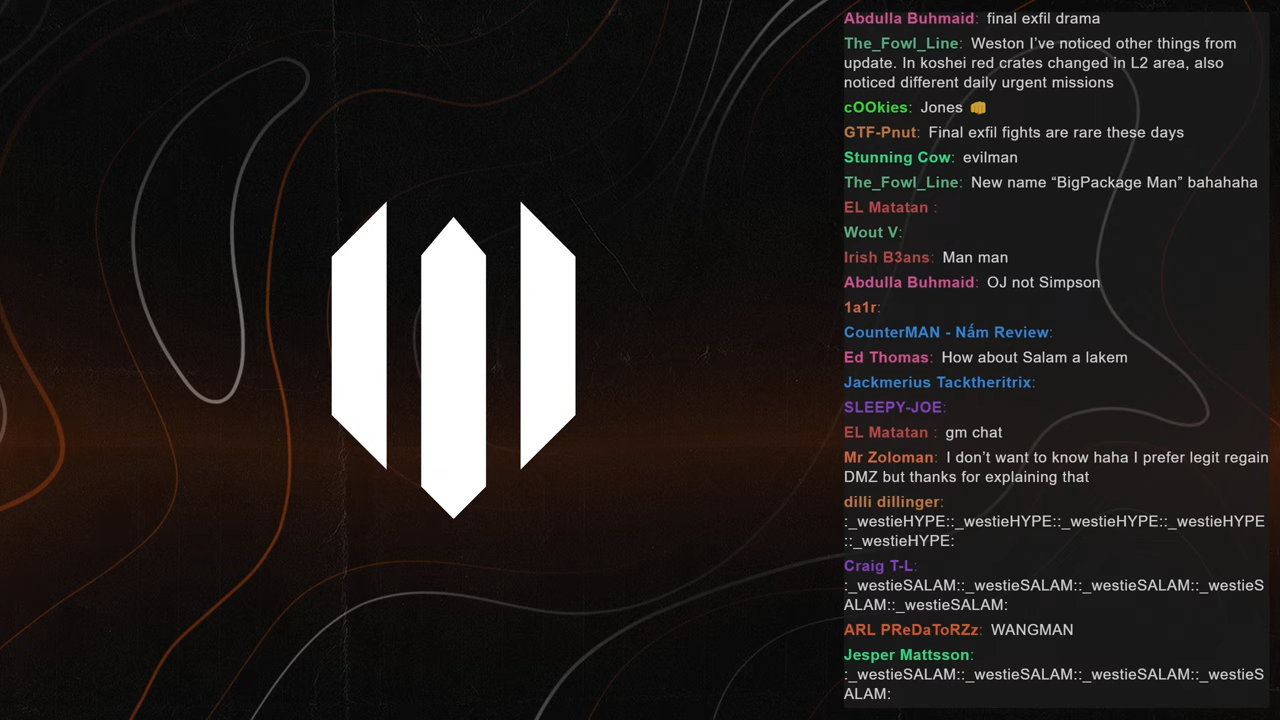 Abdulla Buhmaid: final exfil drama
The_Fowl_Line: Weston I’ve noticed other things from
update. In koshei red crates changed in L2 area, also
noticed different daily urgent missions
cOOkies: Jones 👊
GTF-Pnut: Final exfil fights are rare these days
Stunning Cow: evilman
The_Fowl_Line: New name “BigPackage Man” bahahaha
EL Matatan :
Wout V:
Irish B3ans: Man man
Abdulla Buhmaid: OJ not Simpson
1a1r:
CounterMAN - Nấm Review:
Ed Thomas: How about Salam a lakem
Jackmerius Tacktheritrix:
SLEEPY-JOE:
EL Matatan : gm chat
Mr Zoloman: I don’t want to know haha I prefer legit regain
DMZ but thanks for explaining that
dilli dillinger:
:_westieHYPE::_westieHYPE::_westieHYPE::_westieHYPE
::_westieHYPE:
Craig T-L:
:_westieSALAM::_westieSALAM::_westieSALAM::_westieS
ALAM::_westieSALAM:
ARL PReDaToRZz: WANGMAN
Jesper Mattsson:
:_westieSALAM::_westieSALAM::_westieSALAM::_westieS
ALAM: